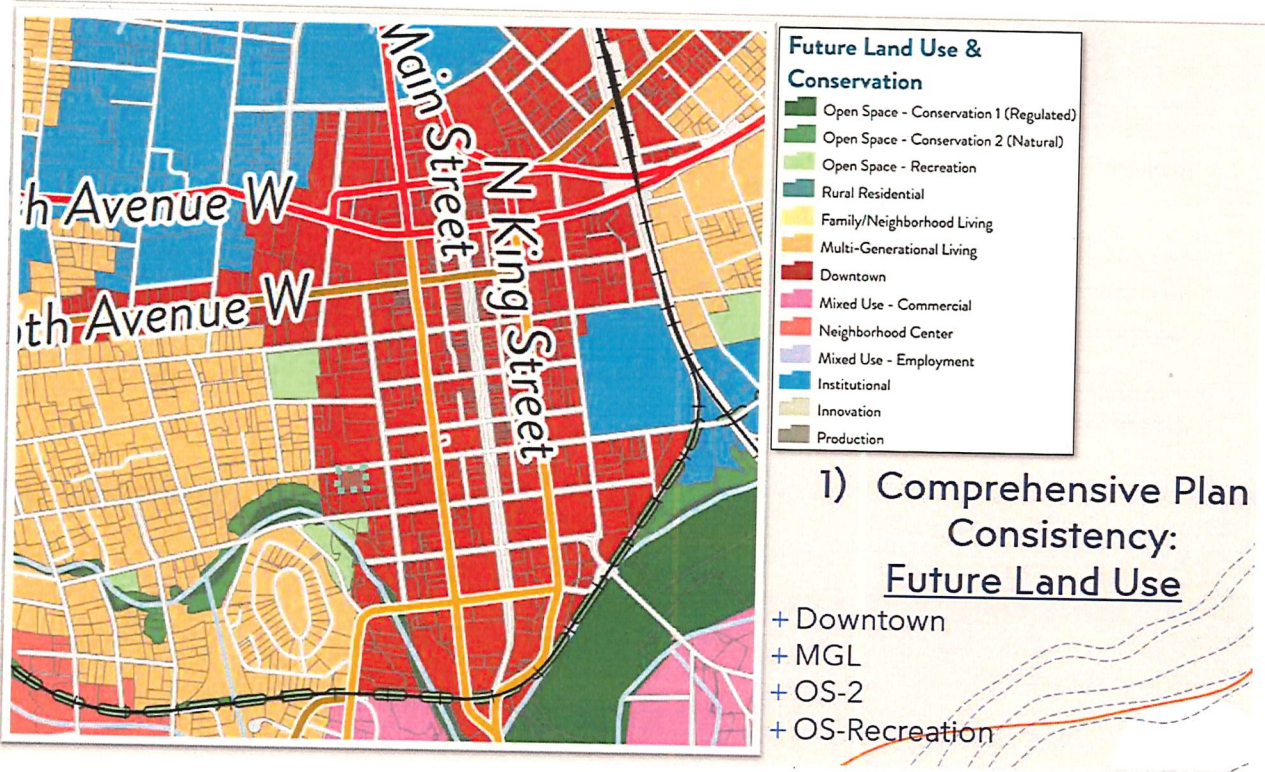 Main Street
N King Street
h Avenue W
th Avenue W
Future Land Use &
Conservation
Open Space - Conservation 1 (Regulated)
Open Space - Conservation 2 (Natural)
Open Space - Recreation
Rural Residential
Family/Neighborhood Living
Multi-Generational Living
Downtown
Mixed Use - Commercial
Neighborhood Center
Mixed Use - Employment
Institutional
Innovation
Production
1) Comprehensive Plan
Consistency:
Future Land Use
+ Downtown
+ MGL
+ OS-2
+ OS-Recreation